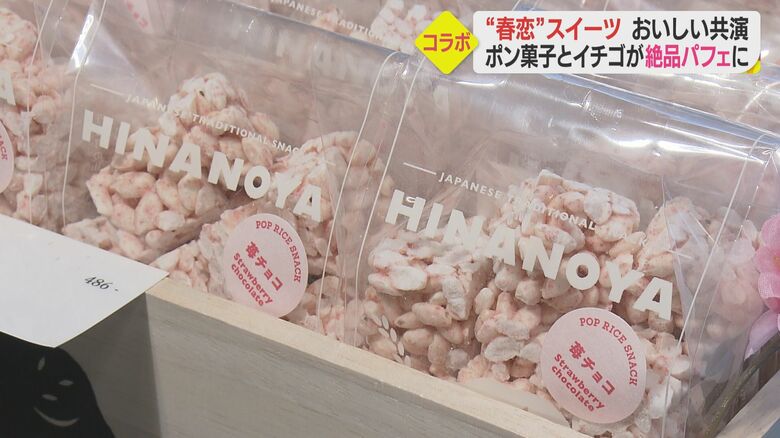 コラボ
“春恋”スイーツ おいしい共演
ポン菓子とイチゴが絶品パフェに
JAPANESE TRADITIONAL SNACK
HINANOYA
POP RICE SNACK
苺チョコ
Strawberry
chocolate
JAPANESE TRADITIONAL
HINANOYA
POP RICE SNACK
苺チョコ
Strawberry
chocolate
SNACK
486-